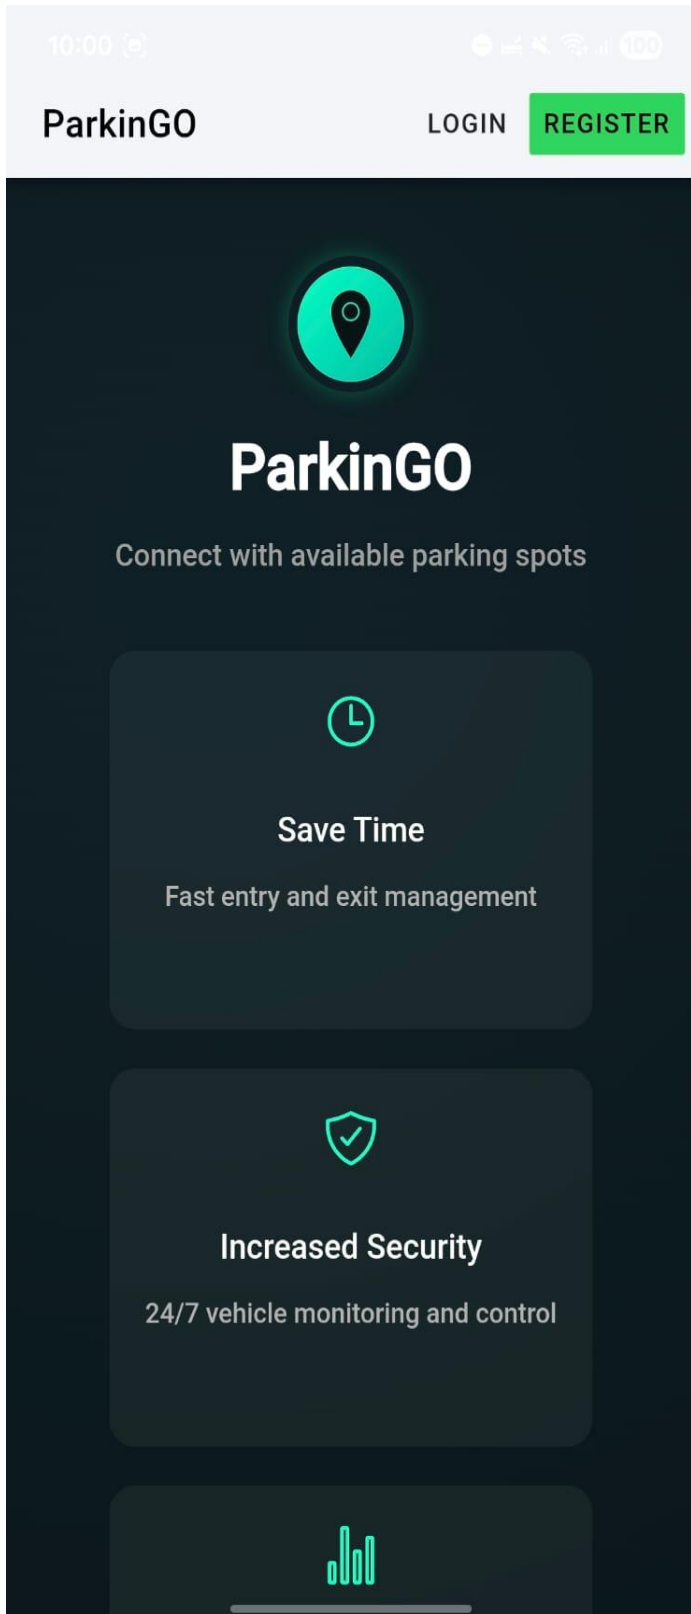 10:00
100
ParkinGO
LOGIN
REGISTER
ParkinGO
Connect with available parking spots
Save Time
Fast entry and exit management
Increased Security
24/7 vehicle monitoring and control